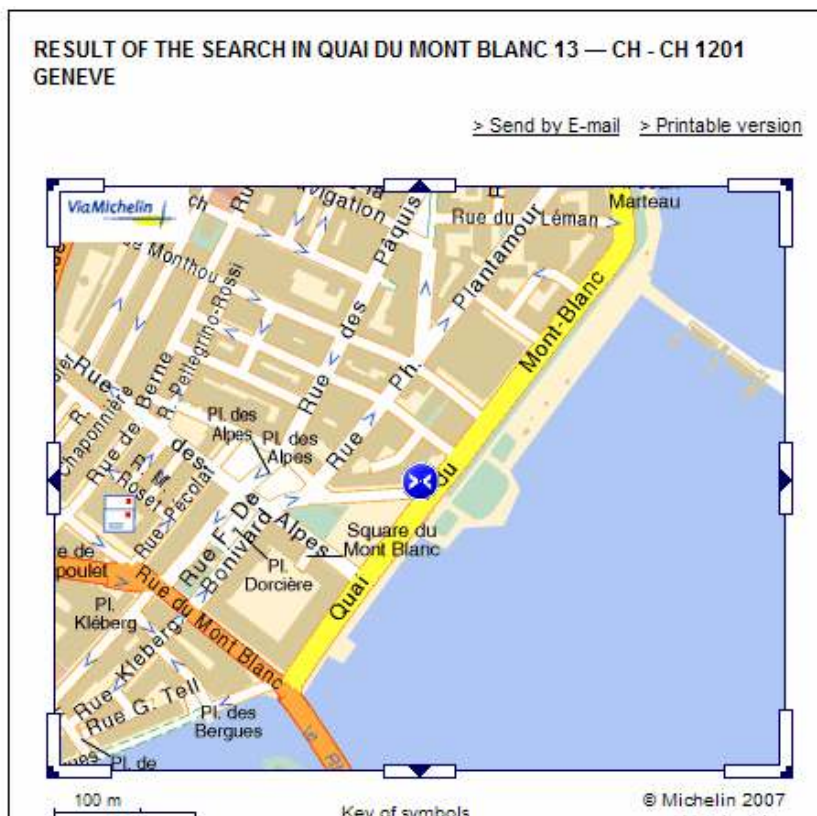 RESULT OF THE SEARCH IN QUAI DU MONT BLANC 13 — CH - CH 1201
GENEVE
> Send by E-mail > Printable version
ViaMichelin
Marteau
Rue du Léman
Rue des Pâquis
Monthou
Rue Ph. Plantamour
Quai du Mont-Blanc
R. Pellegrino-Rossi
Rue de Berne
R. Chaponnière
Rue des Alpes
Pl. des
Alpes
Pl. des
Alpes
R. M.
Roset
Rue Pécolat
Rue F. De
Bonivard
Square du
Mont Blanc
Pl.
Dorcière
Rue du Mont Blanc
Pl.
Kléberg
Rue Kleberg
Rue G. Tell
Pl. des
Bergues
Pl. de
100 m
Key of symbols
© Michelin 2007